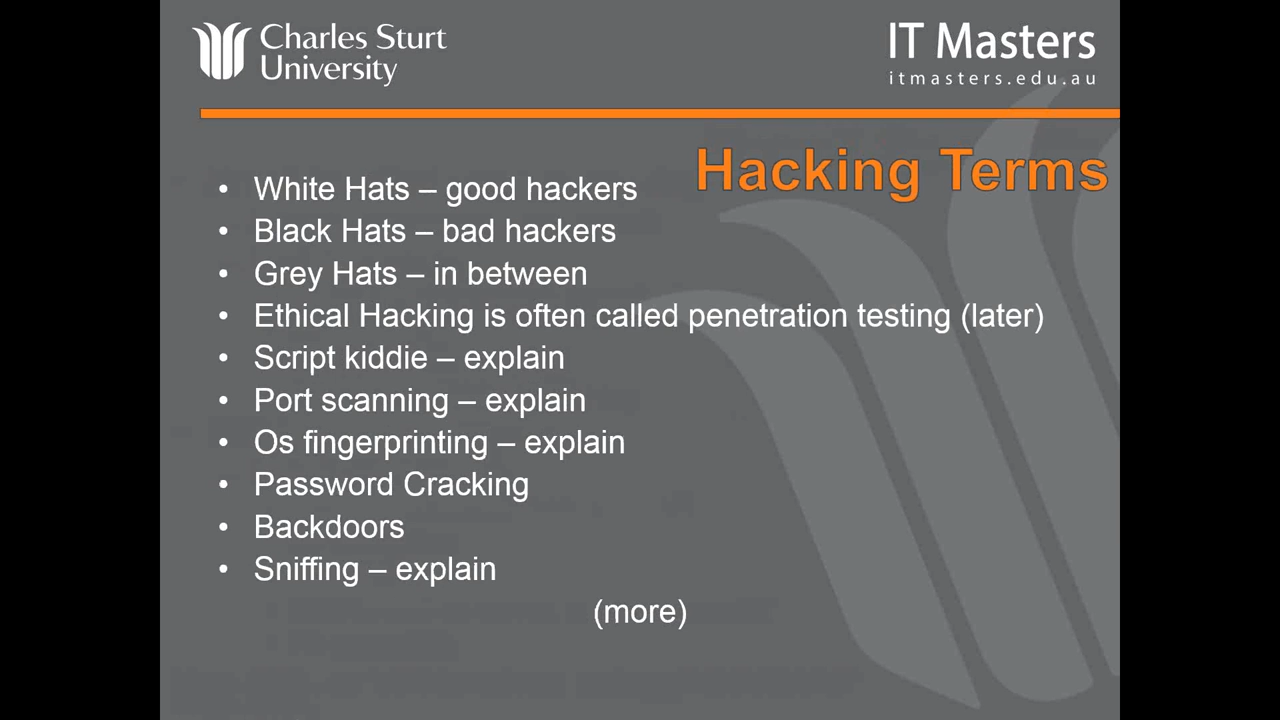 Charles Sturt
University
IT Masters
itmasters.edu.au
Hacking Terms
• White Hats – good hackers
• Black Hats – bad hackers
• Grey Hats – in between
• Ethical Hacking is often called penetration testing (later)
• Script kiddie – explain
• Port scanning – explain
• Os fingerprinting – explain
• Password Cracking
• Backdoors
• Sniffing – explain
(more)